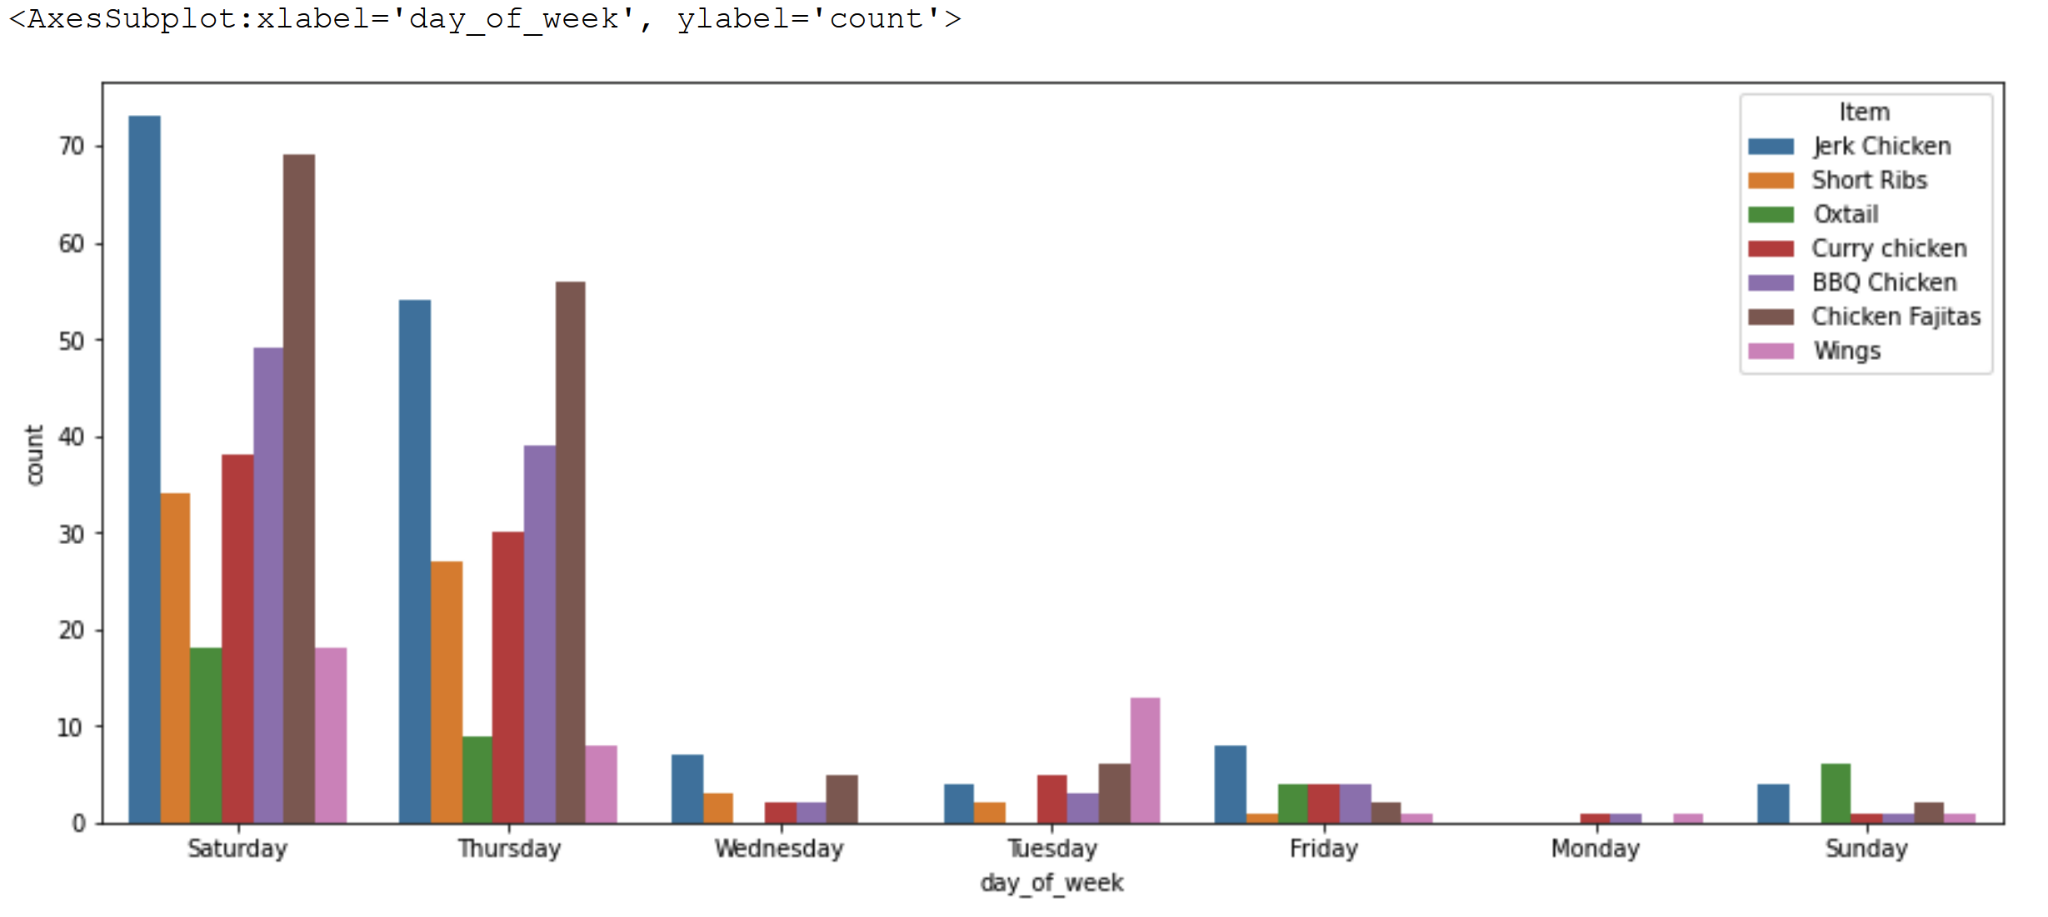 <AxesSubplot:xlabel='day_of_week', ylabel='count'>
Item
Jerk Chicken
Short Ribs
Oxtail
Curry chicken
BBQ Chicken
Chicken Fajitas
Wings
count
70
60
50
40
30
20
10
0
Saturday Thursday Wednesday Tuesday Friday Monday Sunday
day_of_week